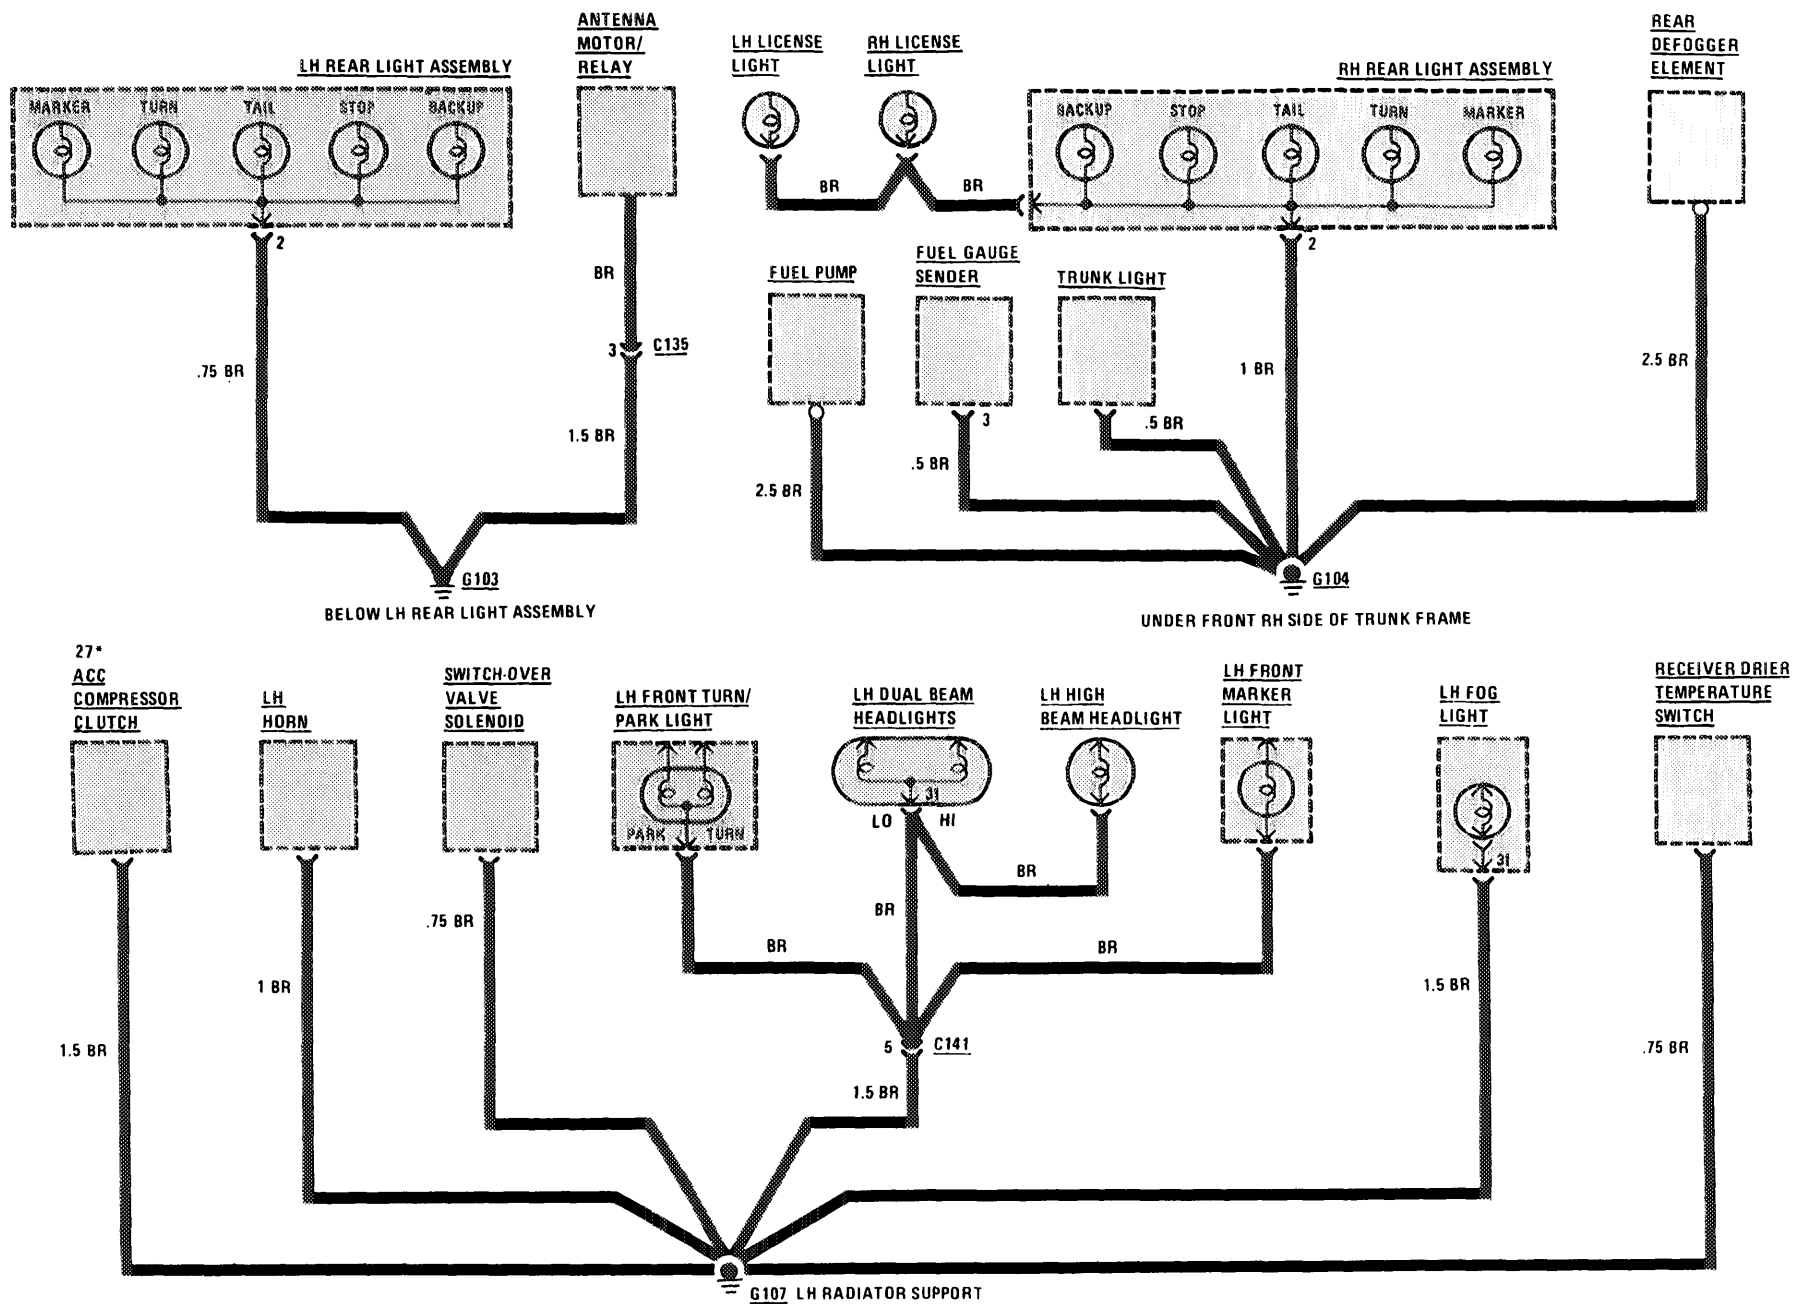 ANTENNA
MOTOR/
RELAY
LH REAR LIGHT ASSEMBLY
MARKER TURN TAIL STOP BACKUP
2
.75 BR
BR
3 C135
1.5 BR
G103
BELOW LH REAR LIGHT ASSEMBLY
LH LICENSE
LIGHT
RH LICENSE
LIGHT
BR BR
RH REAR LIGHT ASSEMBLY
BACKUP STOP TAIL TURN MARKER
2
REAR
DEFOGGER
ELEMENT
FUEL PUMP
FUEL GAUGE
SENDER
TRUNK LIGHT
3
.5 BR
.5 BR
2.5 BR
1 BR
2.5 BR
G104
UNDER FRONT RH SIDE OF TRUNK FRAME
27*
ACC
COMPRESSOR
CLUTCH
LH
HORN
SWITCH-OVER
VALVE
SOLENOID
LH FRONT TURN/
PARK LIGHT
PARK TURN
LH DUAL BEAM
HEADLIGHTS
31
LO HI
LH HIGH
BEAM HEADLIGHT
LH FRONT
MARKER
LIGHT
LH FOG
LIGHT
31
RECEIVER DRIER
TEMPERATURE
SWITCH
BR
BR
.75 BR
BR
BR
1 BR
1.5 BR
1.5 BR
5 C141
.75 BR
1.5 BR
G107 LH RADIATOR SUPPORT